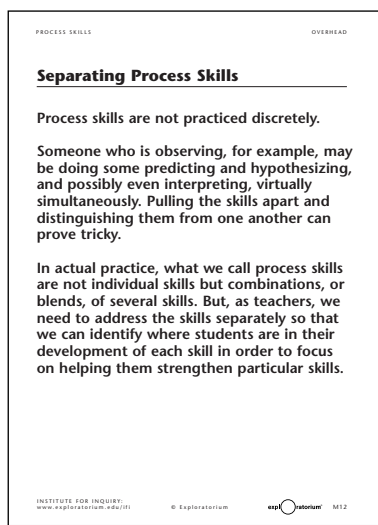 PROCESS SKILLS OVERHEAD
Separating Process Skills
Process skills are not practiced discretely.
Someone who is observing, for example, may
be doing some predicting and hypothesizing,
and possibly even interpreting, virtually
simultaneously. Pulling the skills apart and
distinguishing them from one another can
prove tricky.
In actual practice, what we call process skills
are not individual skills but combinations, or
blends, of several skills. But, as teachers, we
need to address the skills separately so that
we can identify where students are in their
development of each skill in order to focus
on helping them strengthen particular skills.
INSTITUTE FOR INQUIRY:
www.exploratorium.edu/ifi © Exploratorium exploratorium M12